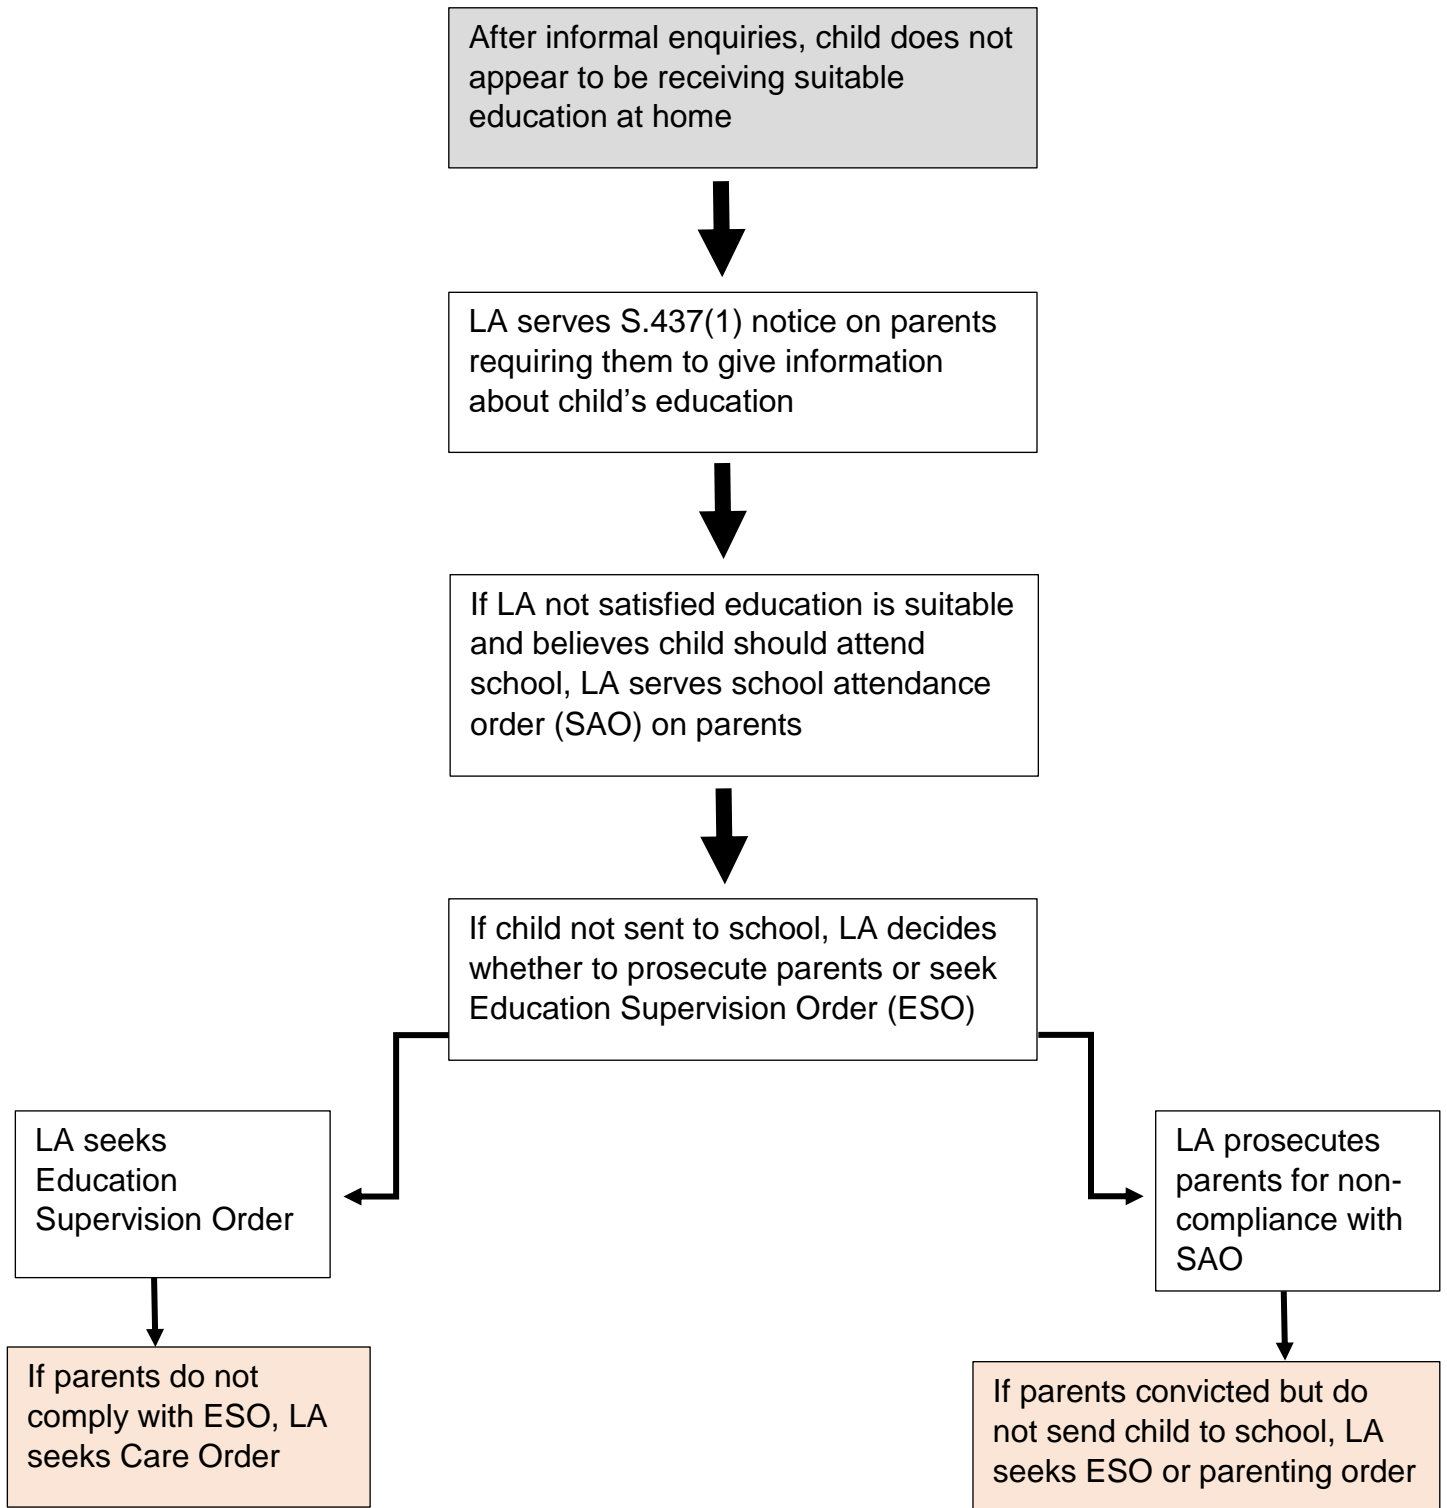 After informal enquiries, child does not
appear to be receiving suitable
education at home
LA serves S.437(1) notice on parents
requiring them to give information
about child’s education
If LA not satisfied education is suitable
and believes child should attend
school, LA serves school attendance
order (SAO) on parents
If child not sent to school, LA decides
whether to prosecute parents or seek
Education Supervision Order (ESO)
LA seeks
Education
Supervision Order
LA prosecutes
parents for non-
compliance with
SAO
If parents do not
comply with ESO, LA
seeks Care Order
If parents convicted but do
not send child to school, LA
seeks ESO or parenting order